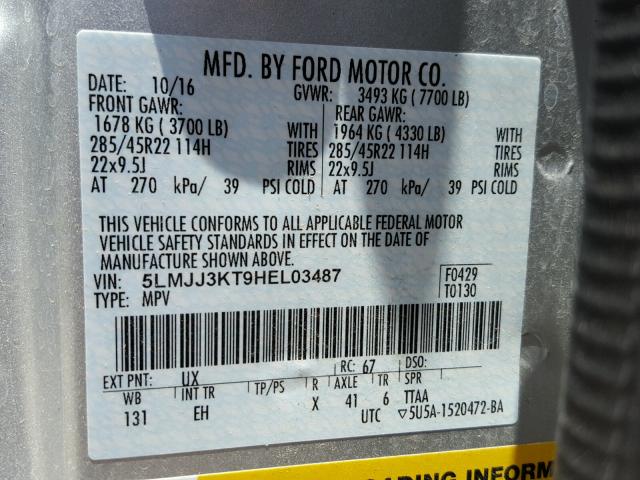 MFD. BY FORD MOTOR CO.
DATE: 10/16 GVWR: 3493 KG ( 7700 LB)
FRONT GAWR: REAR GAWR:
1678 KG ( 3700 LB) WITH 1964 KG ( 4330 LB) WITH
285/45R22 114H TIRES 285/45R22 114H TIRES
22x9.5J RIMS 22x9.5J RIMS
AT 270 kPa/ 39 PSI COLD AT 270 kPa/ 39 PSI COLD
THIS VEHICLE CONFORMS TO ALL APPLICABLE FEDERAL MOTOR
VEHICLE SAFETY STANDARDS IN EFFECT ON THE DATE OF
MANUFACTURE SHOWN ABOVE.
VIN: 5LMJJ3KT9HEL03487 F0429
TYPE: MPV T0130
EXT PNT: UX RC: 67 DSO:
WB INT TR TP/PS R AXLE TR SPR
131 EH X 41 6 TTAA
UTC ▽5U5A-1520472-BA
ADING INFORM